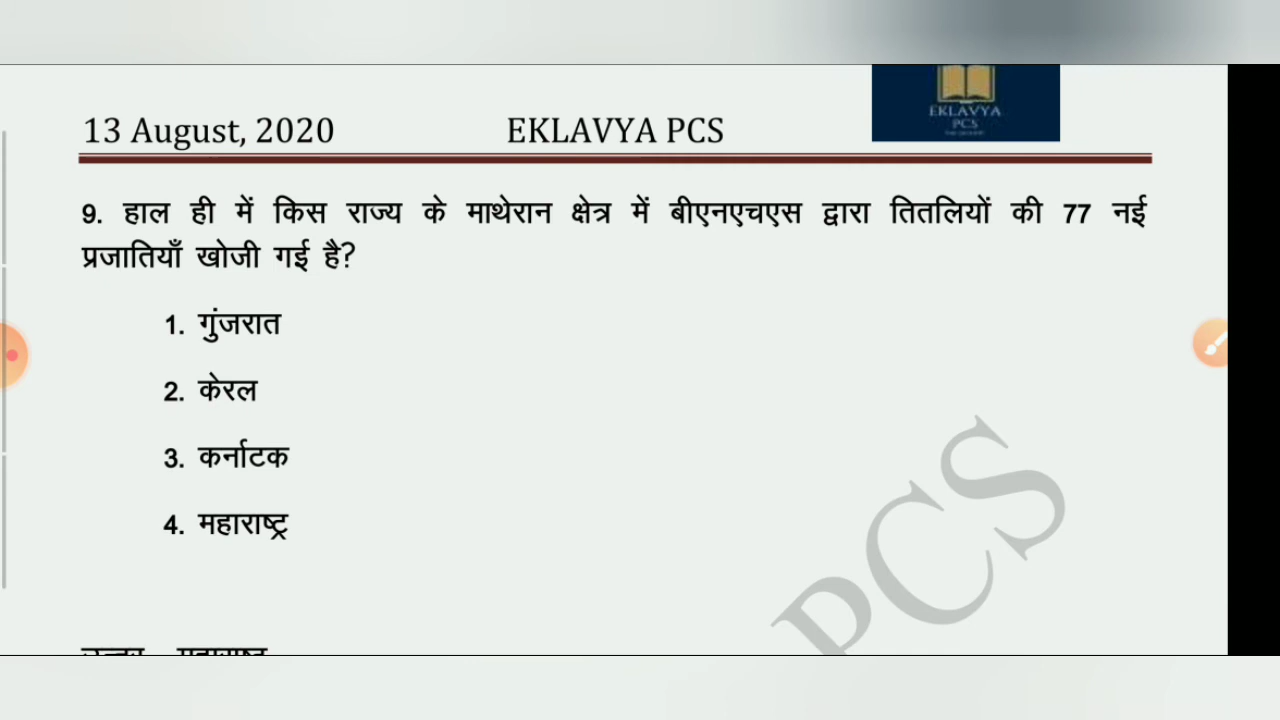 EKLAVYA
PCS
13 August, 2020 EKLAVYA PCS
9. हाल ही में किस राज्य के माथेरान क्षेत्र में बीएनएचएस द्वारा तितलियों की 77 नई
प्रजातियाँ खोजी गई है?
1. गुंजरात
2. केरल
3. कर्नाटक
4. महाराष्ट्र
PCS